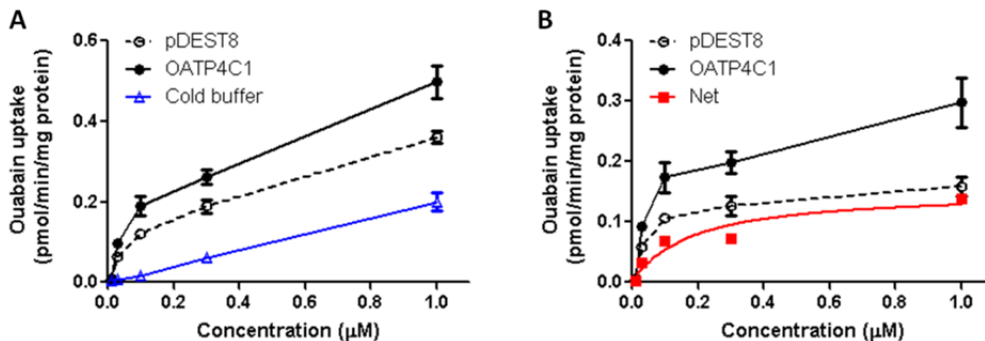 A
pDEST8
OATP4C1
Cold buffer
Ouabain uptake
(pmol/min/mg protein)
0.6
0.4
0.2
0.0
0.0 0.2 0.4 0.6 0.8 1.0
Concentration (μM)
B
pDEST8
OATP4C1
Net
Ouabain uptake
(pmol/min/mg protein)
0.4
0.3
0.2
0.1
0.0
0.0 0.2 0.4 0.6 0.8 1.0
Concentration (μM)